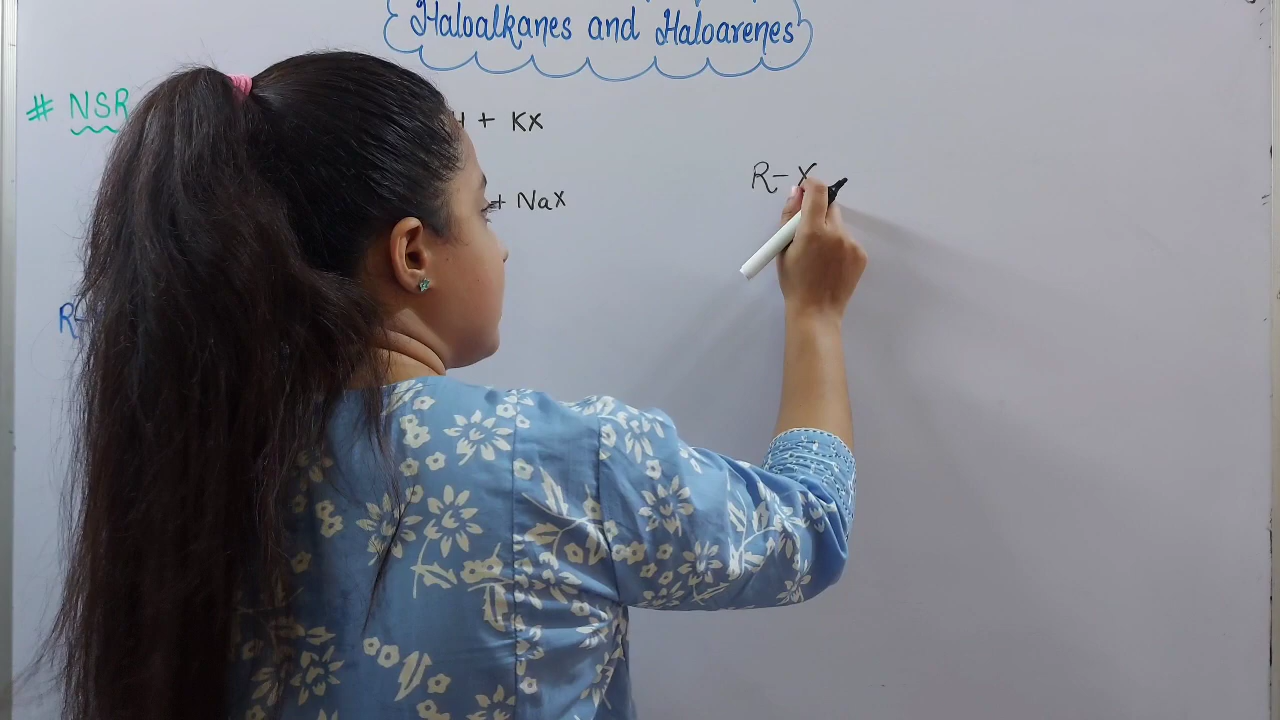 Haloalkanes and Haloarenes
# NSR
+ KX
+ NaX
R-
R-X